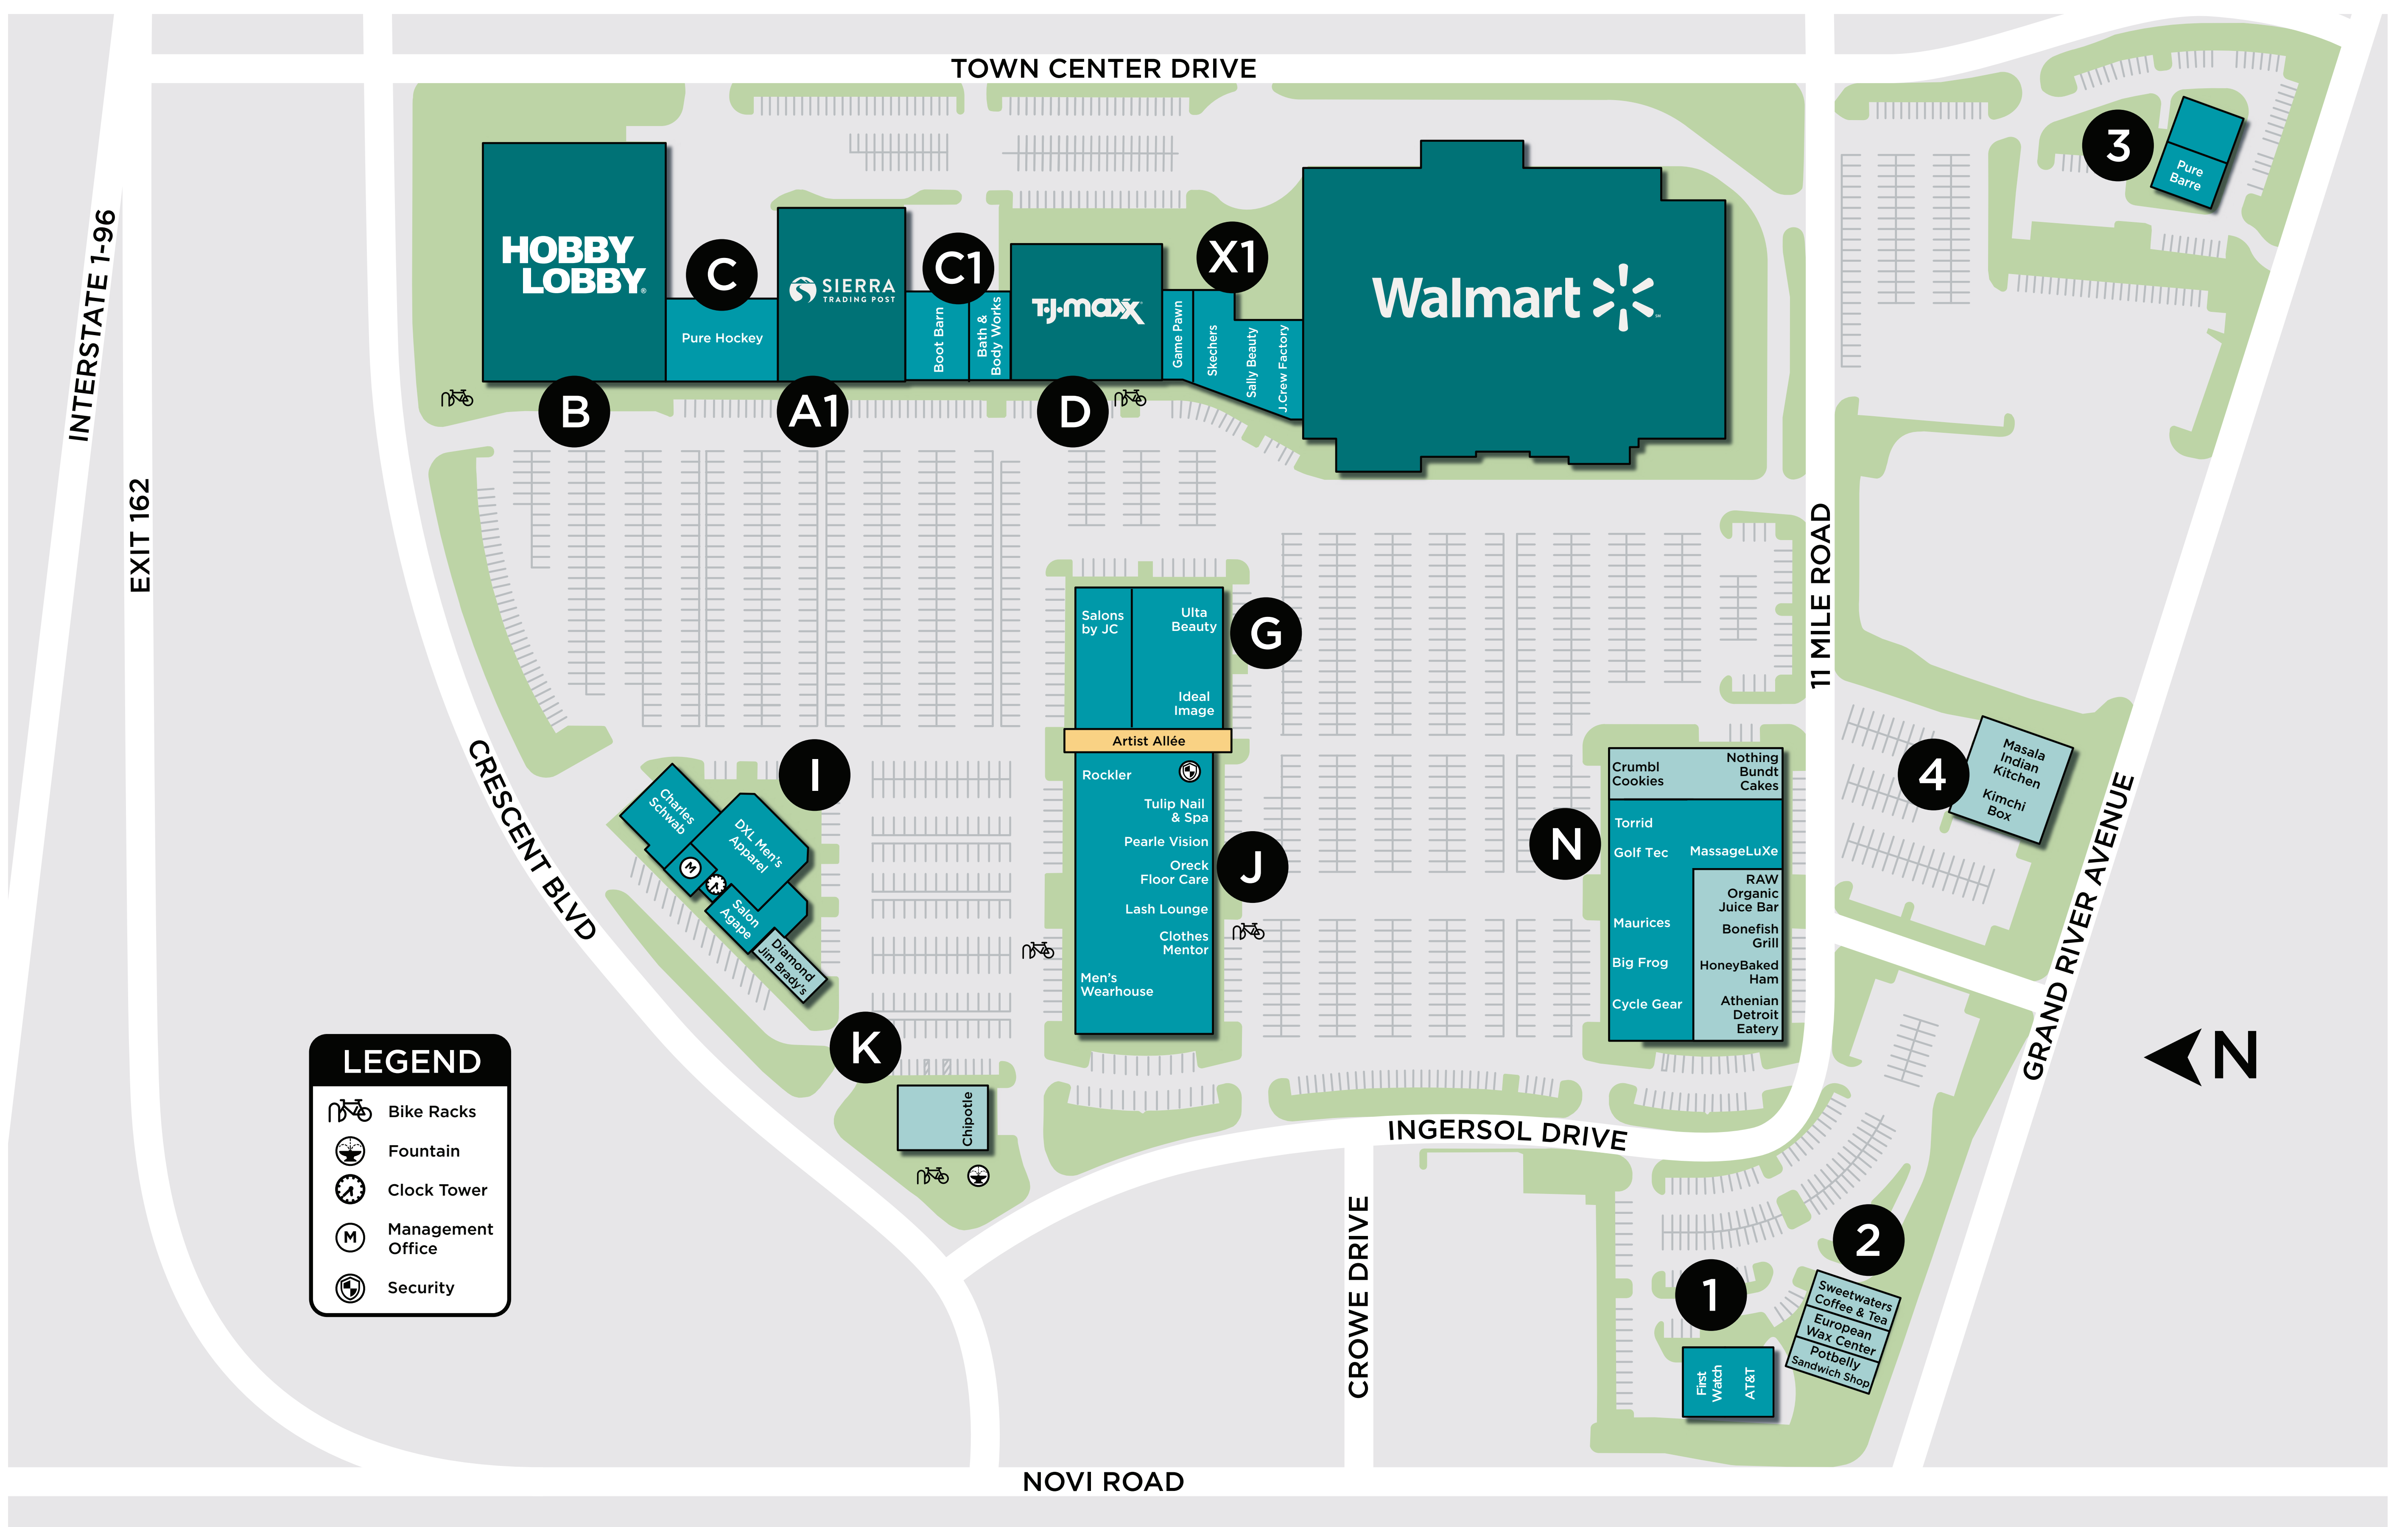 TOWN CENTER DRIVE
INTERSTATE 1-96
EXIT 162
HOBBY
LOBBY®
C
Pure Hockey
SIERRA
TRADING POST
C1
Boot Barn
Bath &
Body Works
T·J·maxx
X1
Game Pawn
Skechers
Sally Beauty
J.Crew Factory
Walmart
3
Pure
Barre
B
A1
D
11 MILE ROAD
Salons
by JC
Ulta
Beauty
G
Ideal
Image
Artist Allée
CRESCENT BLVD
I
Charles
Schwab
DXL Men's
Apparel
M
Salon
Agape
Diamond
Jim Brady's
Rockler
Tulip Nail
& Spa
Pearle Vision
Oreck
Floor Care
J
Lash Lounge
Clothes
Mentor
Men's
Wearhouse
N
Crumbl
Cookies
Nothing
Bundt
Cakes
Torrid
Golf Tec
MassageLuXe
RAW
Organic
Juice Bar
Maurices
Bonefish
Grill
Big Frog
HoneyBaked
Ham
Cycle Gear
Athenian
Detroit
Eatery
4
Masala
Indian
Kitchen
Kimchi
Box
GRAND RIVER AVENUE
N
K
Chipotle
LEGEND
Bike Racks
Fountain
Clock Tower
M
Management
Office
Security
INGERSOL DRIVE
CROWE DRIVE
2
Sweetwaters
Coffee & Tea
European
Wax Center
Potbelly
Sandwich Shop
1
First
Watch
AT&T
NOVI ROAD